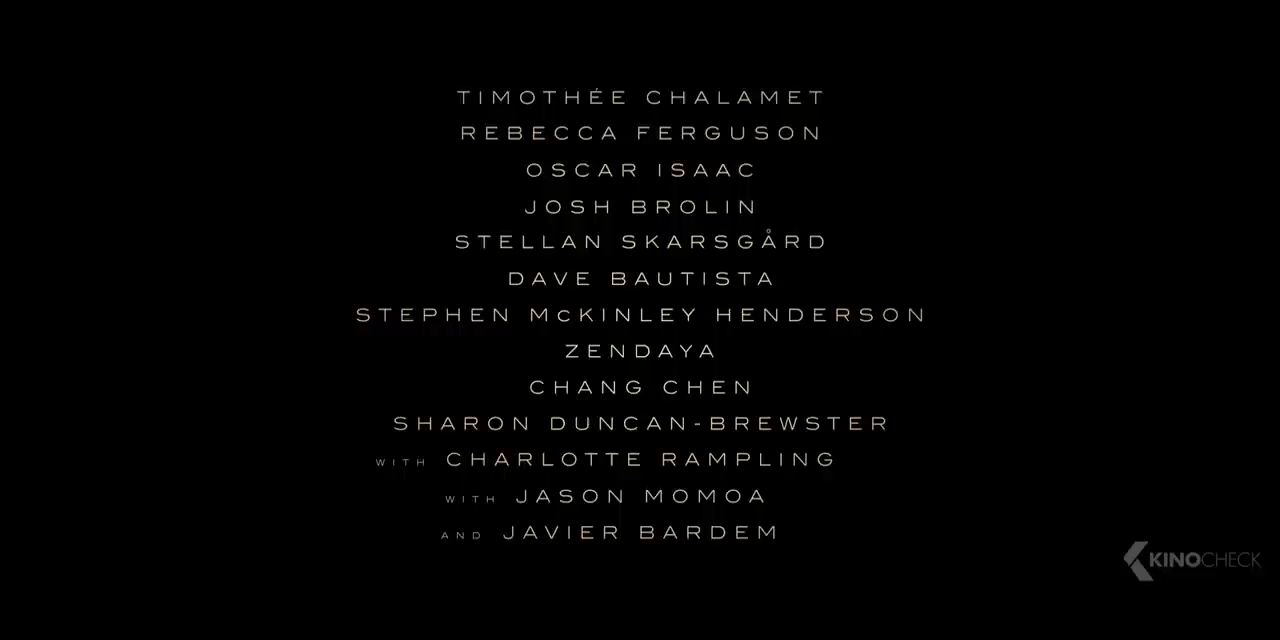 TIMOTHÉE CHALAMET
REBECCA FERGUSON
OSCAR ISAAC
JOSH BROLIN
STELLAN SKARSGÅRD
DAVE BAUTISTA
STEPHEN McKINLEY HENDERSON
ZENDAYA
CHANG CHEN
SHARON DUNCAN-BREWSTER
WITH CHARLOTTE RAMPLING
WITH JASON MOMOA
AND JAVIER BARDEM
KINOCHECK